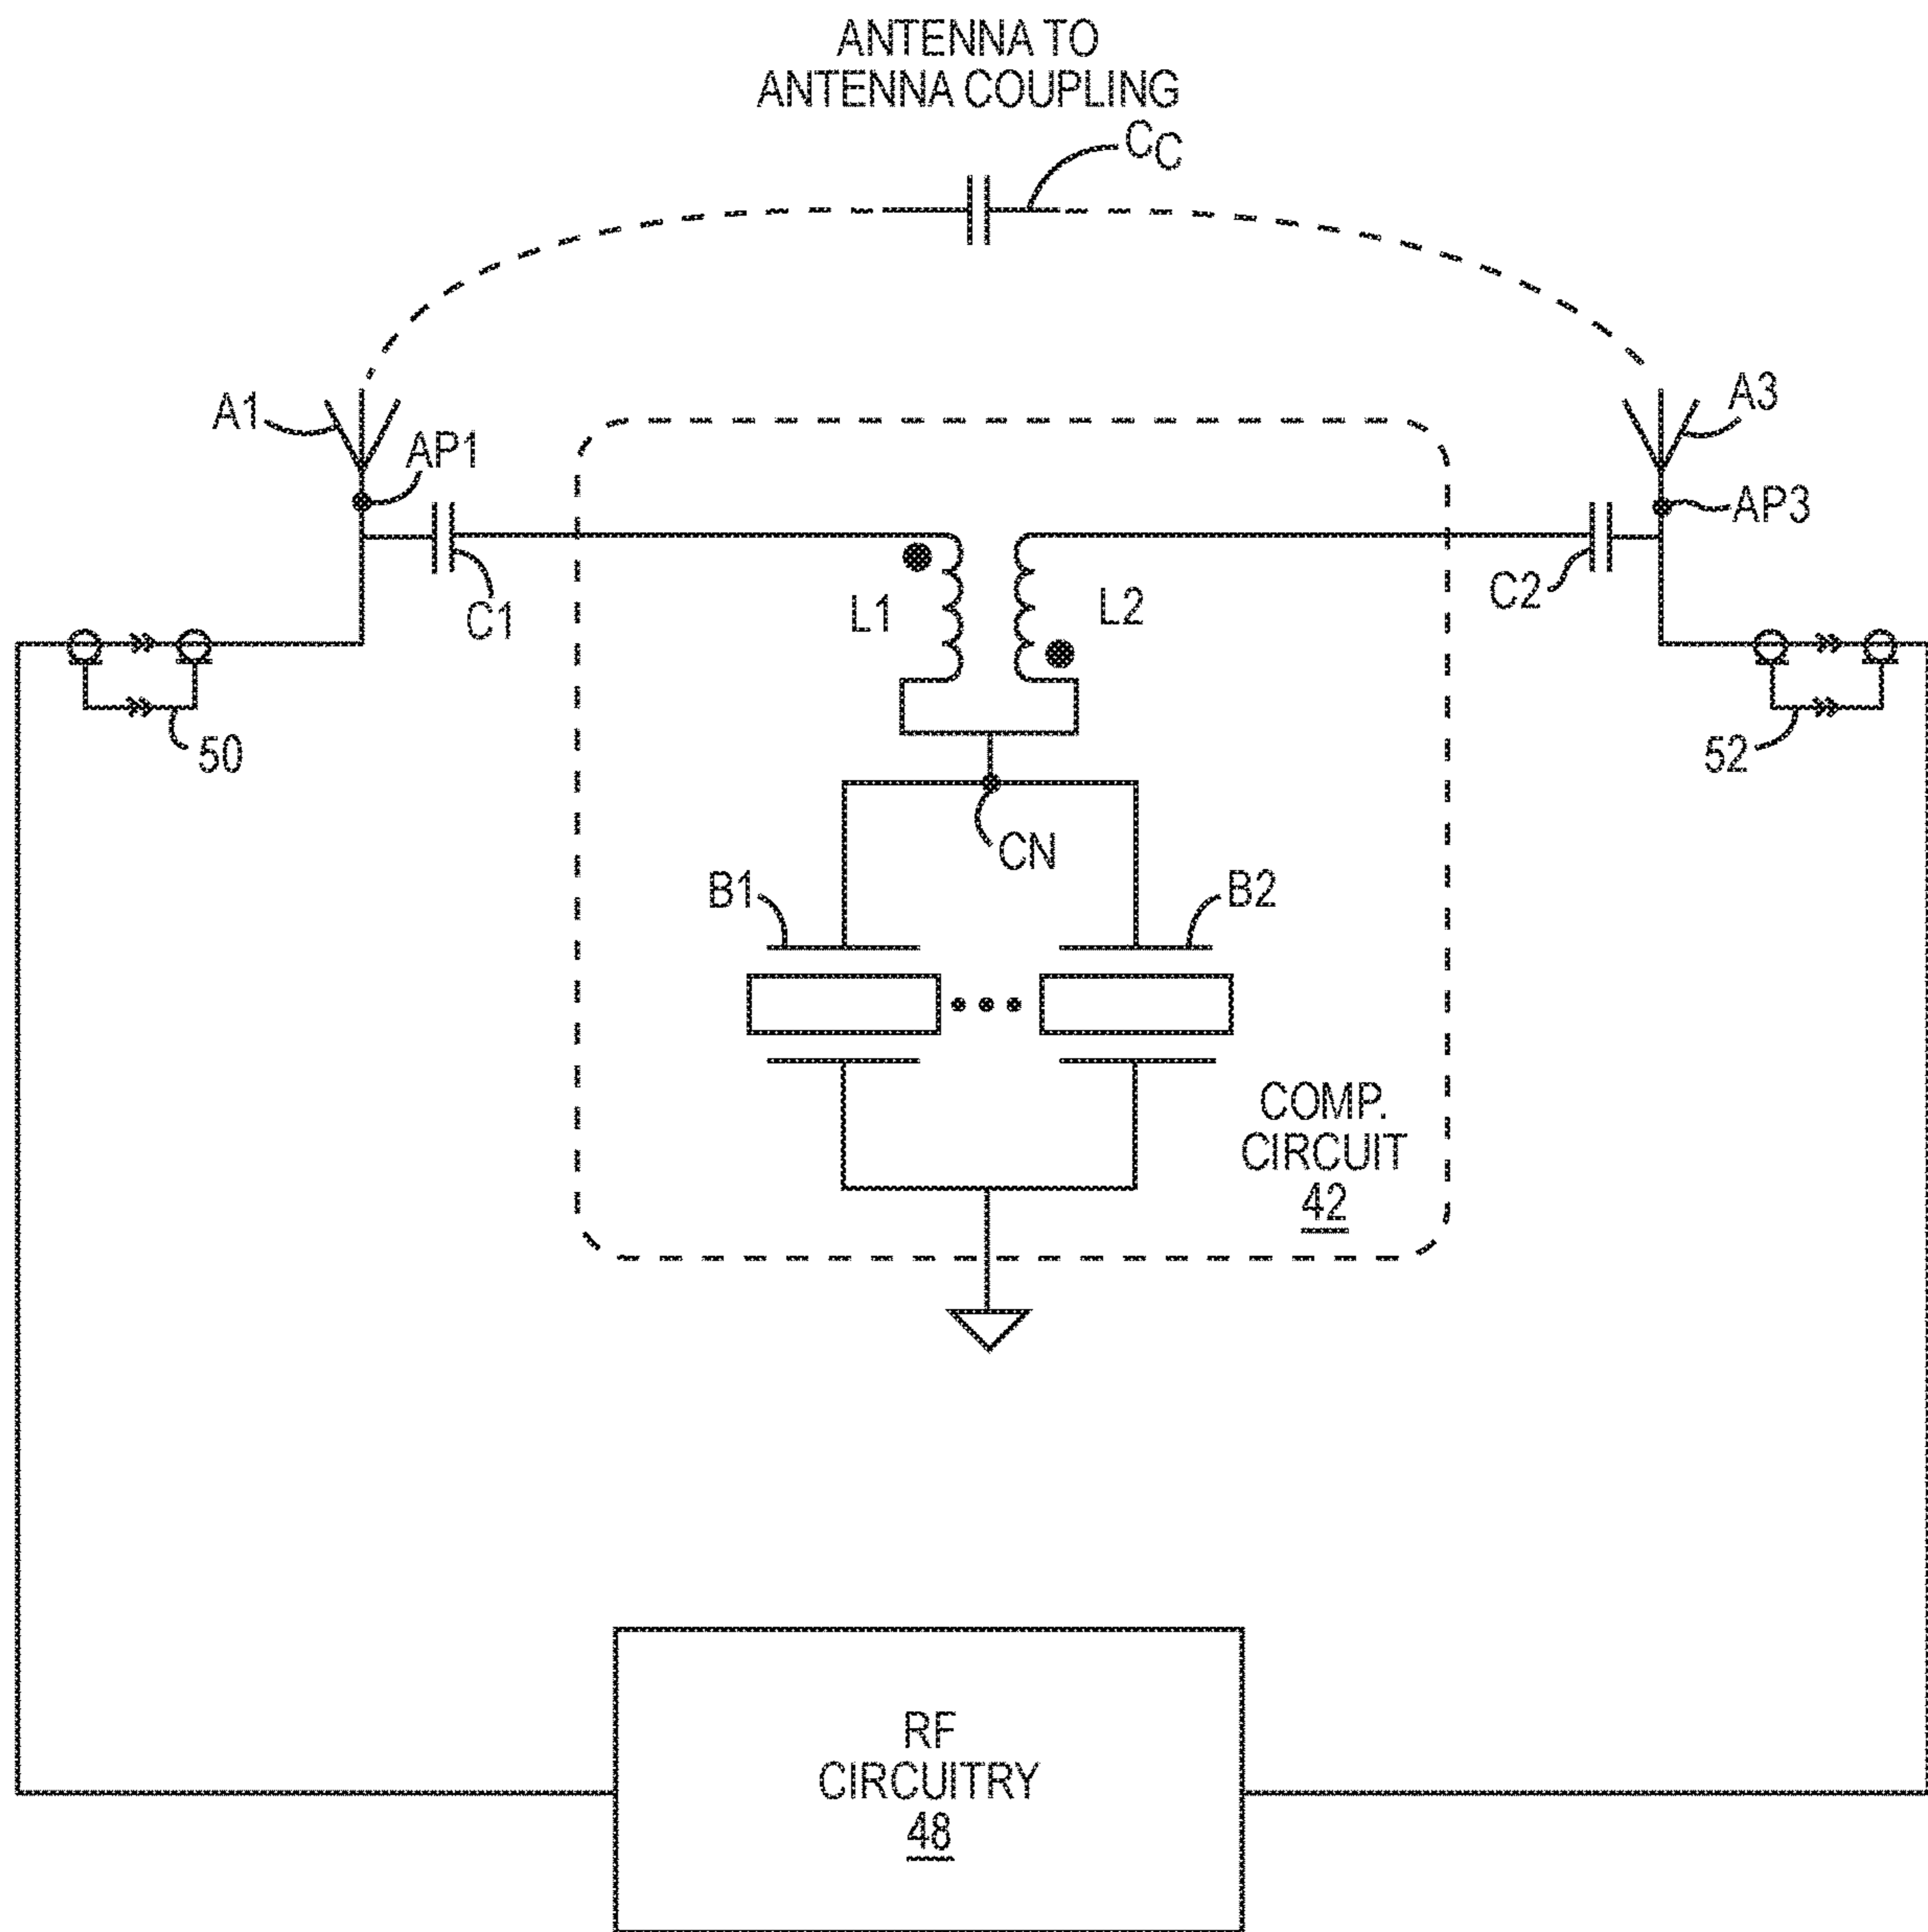 ANTENNA TO
ANTENNA COUPLING
CC
A1
A3
AP1
AP3
C1
L1
L2
C2
50
52
CN
B1
B2
COMP.
CIRCUIT
42
RF
CIRCUITRY
48